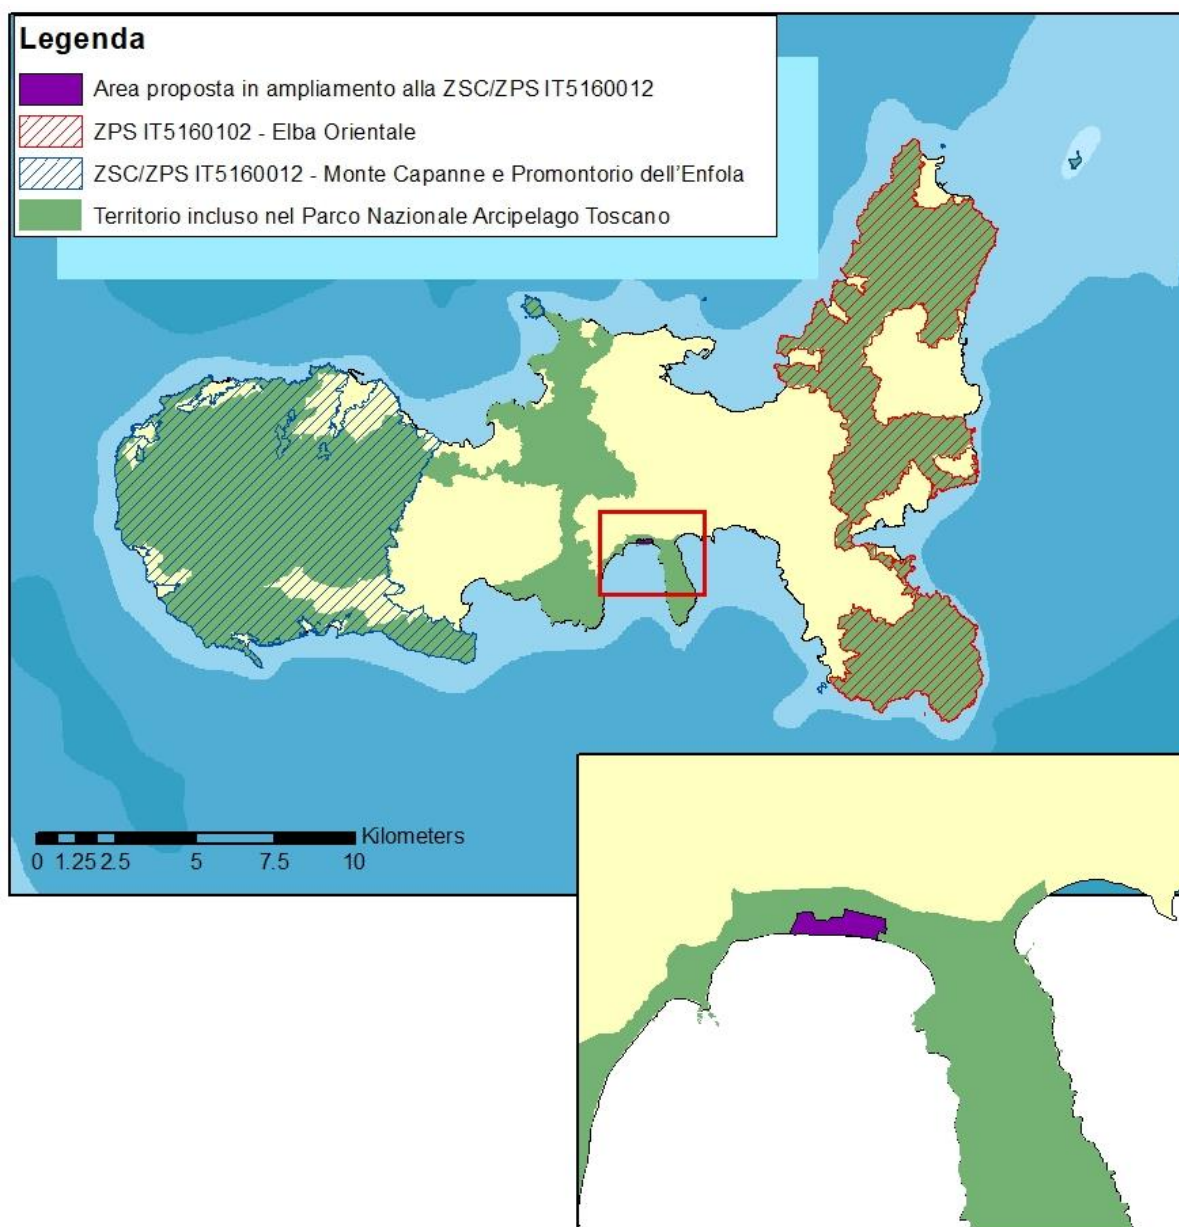 Legenda
Area proposta in ampliamento alla ZSC/ZPS IT5160012
ZPS IT5160102 - Elba Orientale
ZSC/ZPS IT5160012 - Monte Capanne e Promontorio dell'Enfola
Territorio incluso nel Parco Nazionale Arcipelago Toscano
Kilometers
0 1.25 2.5 5 7.5 10